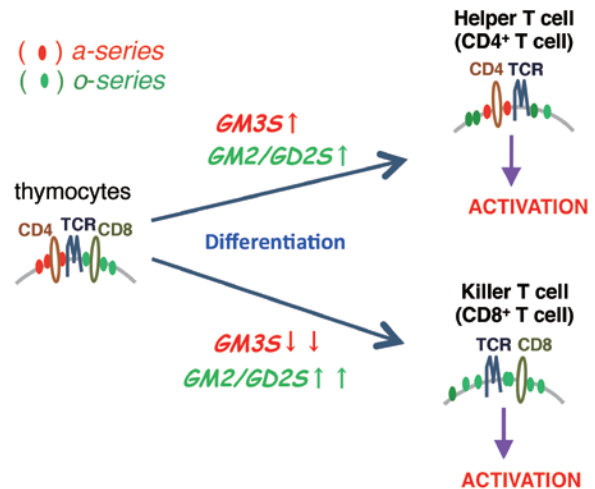 ( ) a-series
( ) o-series
Helper T cell
(CD4⁺ T cell)
CD4 TCR
GM3S↑
GM2/GD2S↑
thymocytes
CD4 TCR CD8
ACTIVATION
Differentiation
Killer T cell
(CD8⁺ T cell)
GM3S↓ ↓
GM2/GD2S↑ ↑
TCR CD8
ACTIVATION